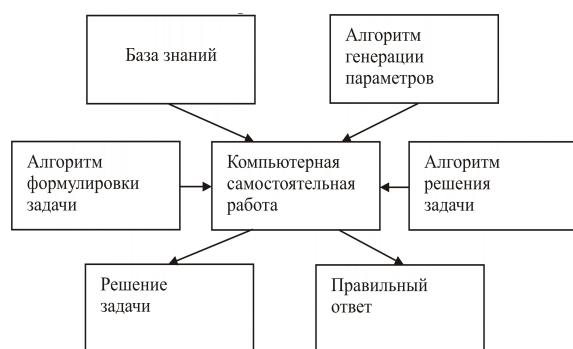 База знаний
Алгоритм
генерации
параметров
Алгоритм
формулировки
задачи
Компьютерная
самостоятельная
работа
Алгоритм
решения
задачи
Решение
задачи
Правильный
ответ